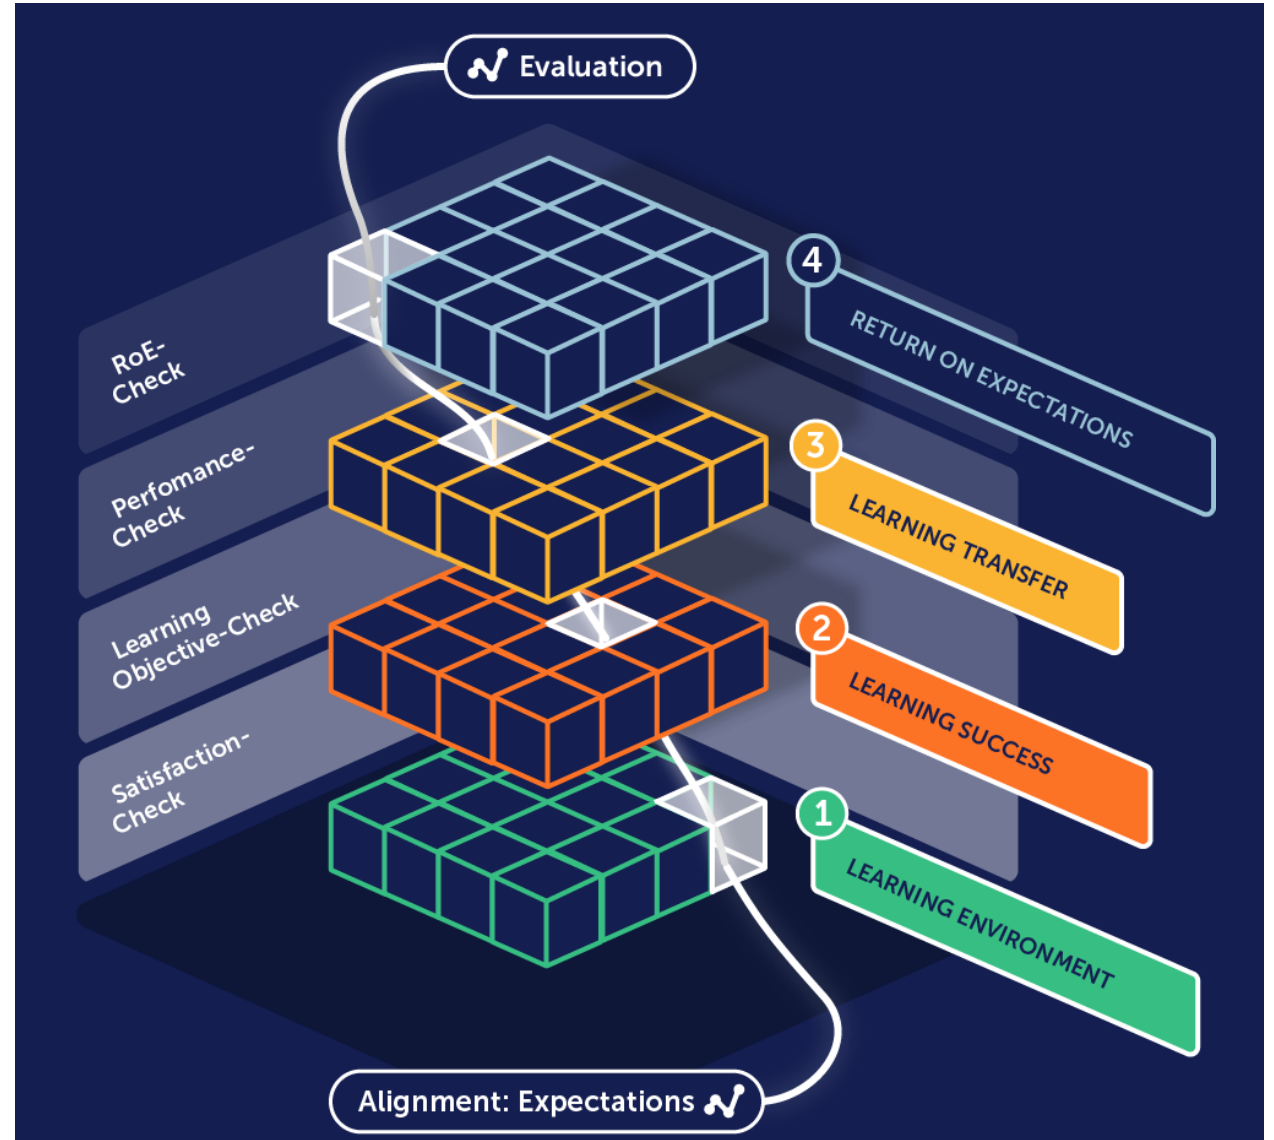 Evaluation
4
RETURN ON EXPECTATIONS
RoE-
Check
3
LEARNING TRANSFER
Perfomance-
Check
2
LEARNING SUCCESS
Learning
Objective-Check
1
LEARNING ENVIRONMENT
Satisfaction-
Check
Alignment: Expectations